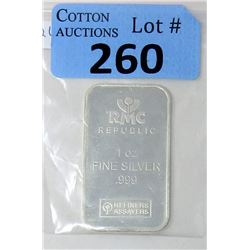 COTTON
AUCTIONS
Lot #
260
RMC
REPUBLIC
1 oz
FINE SILVER
.999
REFINERS
ASSAYERS